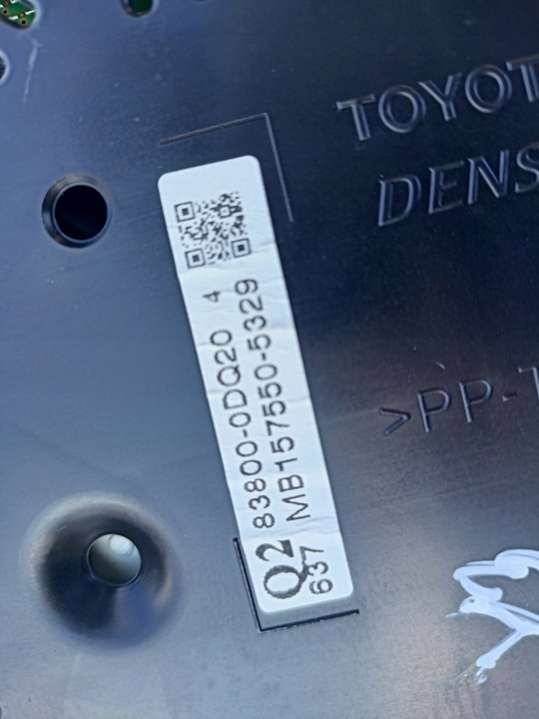 TOYOT
DENS
>PP-T
Q2 83800-0DQ20 4
637 MB157550-5329